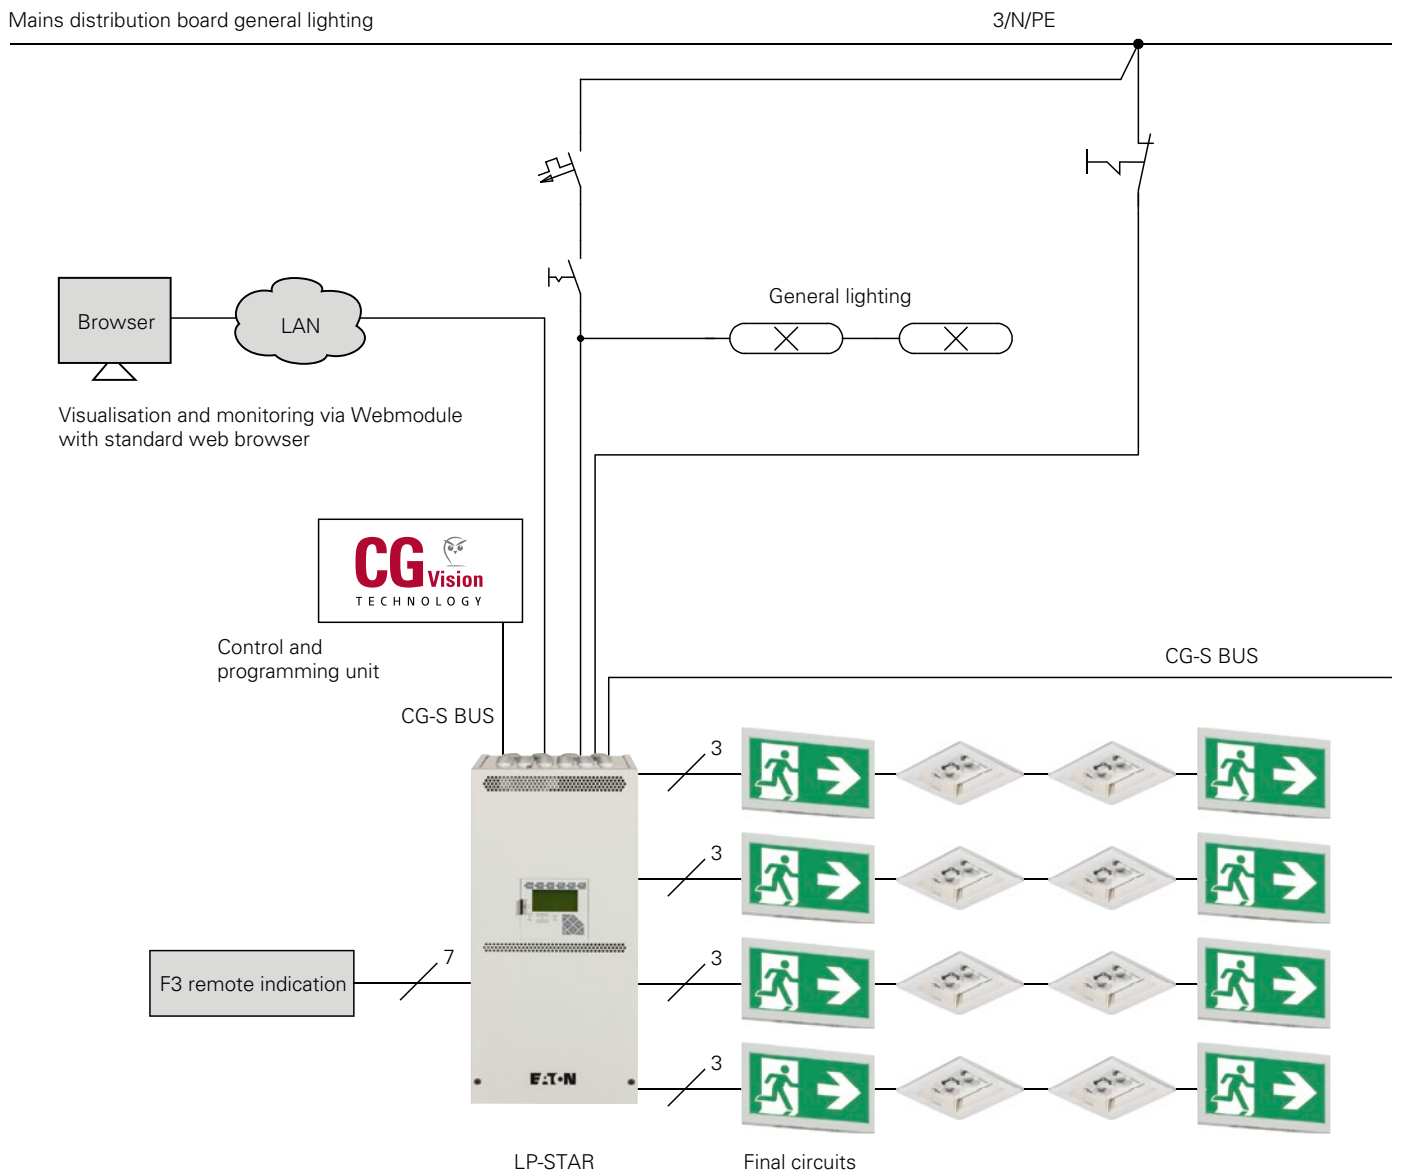 Mains distribution board general lighting
3/N/PE
General lighting
Browser
LAN
Visualisation and monitoring via Webmodule
with standard web browser
CG
Vision
TECHNOLOGY
Control and
programming unit
CG-S BUS
CG-S BUS
3
3
7
3
F3 remote indication
3
EATON
LP-STAR
Final circuits